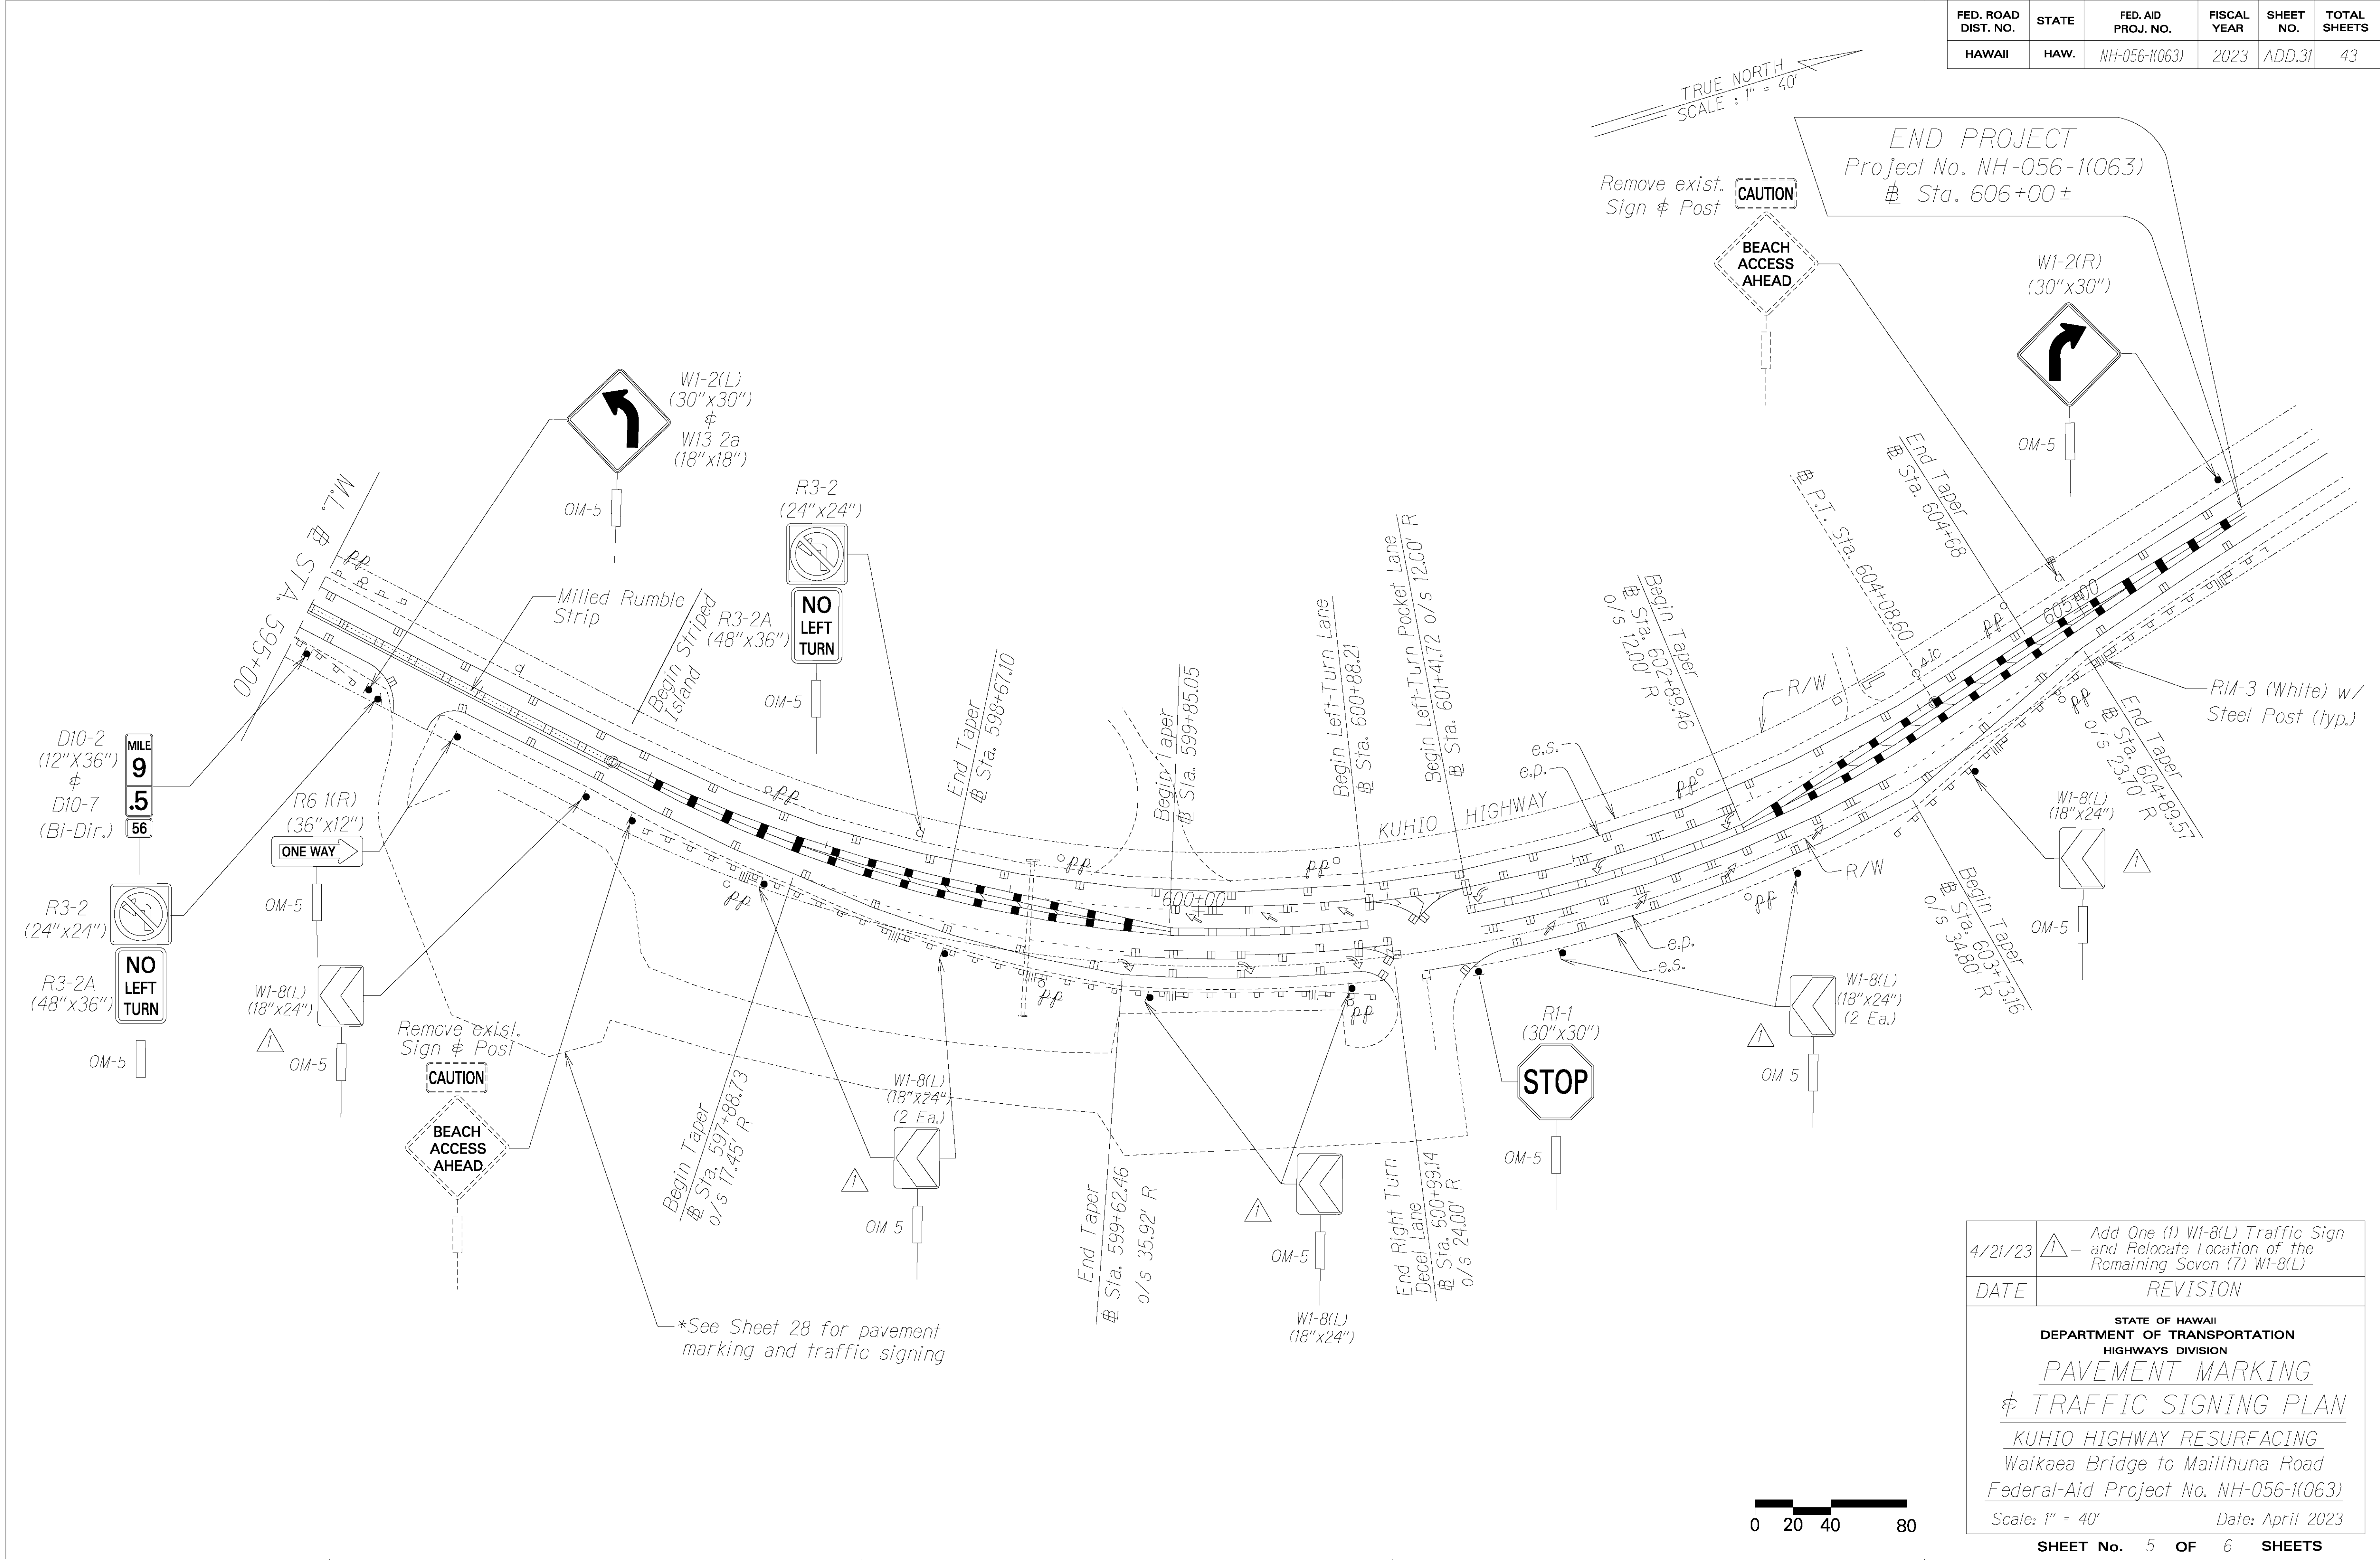 FED. ROAD DIST. NO.
STATE
FED. AID PROJ. NO.
FISCAL YEAR
SHEET NO.
TOTAL SHEETS
HAWAII
HAW.
NH-056-1(063)
2023
ADD.31
43
TRUE NORTH
SCALE : 1" = 40'
END PROJECT
Project No. NH-056-1(063)
Sta. 606+00 ±
Remove exist.
Sign & Post
CAUTION
BEACH
ACCESS
AHEAD
W1-2(R)
(30"x30")
OM-5
W1-2(L)
(30"x30")
&
W13-2a
(18"x18")
OM-5
R3-2
(24"x24")
R3-2A
(48"x36")
NO
LEFT
TURN
OM-5
M.L. ℄ STA. 595+00
pp
Milled Rumble
Strip
Begin Striped
Island
End Taper
Sta. 598+67.10
Begin Taper
Sta. 599+85.05
Begin Left-Turn Lane
Sta. 600+88.21
Begin Left-Turn Pocket Lane
Sta. 601+41.72 o/s 12.00' R
Begin Taper
Sta. 602+89.46
o/s 12.00' R
P.T. Sta. 604+08.60
End Taper
Sta. 604+68
605+00
pp
sic
R/W
e.s.
e.p.
KUHIO HIGHWAY
pp
pp
pp
pp
600+00
RM-3 (White) w/
Steel Post (typ.)
pp
End Taper
Sta. 604+89.57
o/s 23.70' R
W1-8(L)
(18"x24")
1
OM-5
Begin Taper
Sta. 603+73.16
o/s 34.80' R
R/W
pp
e.p.
e.s.
D10-2
(12"X36")
&
D10-7
(Bi-Dir.)
MILE
9
.5
56
R6-1(R)
(36"x12")
ONE WAY
OM-5
R3-2
(24"x24")
R3-2A
(48"x36")
NO
LEFT
TURN
OM-5
W1-8(L)
(18"x24")
1
OM-5
Remove exist.
Sign & Post
CAUTION
BEACH
ACCESS
AHEAD
pp
pp
pp
Begin Taper
Sta. 597+88.73
o/s 17.45' R
W1-8(L)
(18"x24")
(2 Ea.)
1
OM-5
End Taper
Sta. 599+62.46
o/s 35.92' R
1
OM-5
W1-8(L)
(18"x24")
End Right Turn
Decel Lane
Sta. 600+99.14
o/s 24.00' R
R1-1
(30"x30")
STOP
OM-5
W1-8(L)
(18"x24")
(2 Ea.)
1
OM-5
*See Sheet 28 for pavement
marking and traffic signing
4/21/23
1 – Add One (1) W1-8(L) Traffic Sign
and Relocate Location of the
Remaining Seven (7) W1-8(L)
DATE
REVISION
STATE OF HAWAII
DEPARTMENT OF TRANSPORTATION
HIGHWAYS DIVISION
PAVEMENT MARKING
& TRAFFIC SIGNING PLAN
KUHIO HIGHWAY RESURFACING
Waikaea Bridge to Mailihuna Road
Federal-Aid Project No. NH-056-1(063)
Scale: 1" = 40'
Date: April 2023
0 20 40 80
SHEET No. 5 OF 6 SHEETS